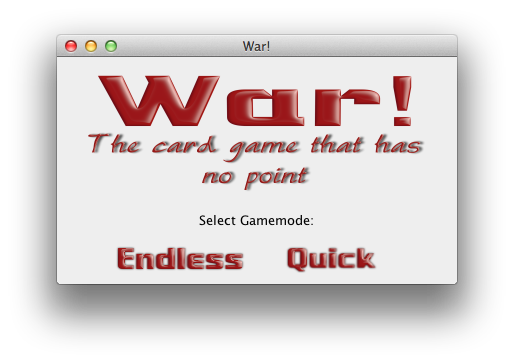 War!
War!
The card game that has
no point
Select Gamemode:
Endless Quick